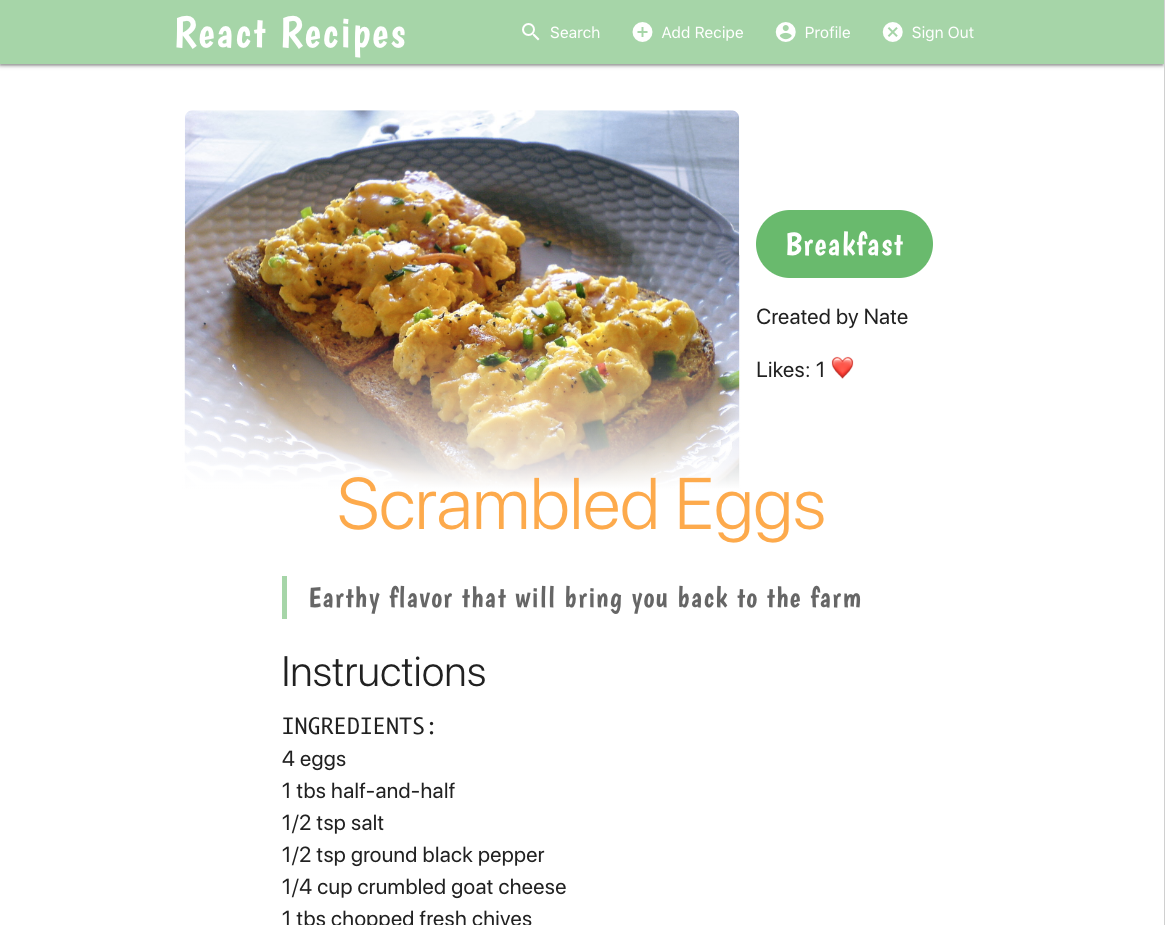 React Recipes
Search
Add Recipe
Profile
Sign Out
Breakfast
Created by Nate
Likes: 1 ❤️
Scrambled Eggs
Earthy flavor that will bring you back to the farm
Instructions
INGREDIENTS:
4 eggs
1 tbs half-and-half
1/2 tsp salt
1/2 tsp ground black pepper
1/4 cup crumbled goat cheese
1 tbs chopped fresh chives